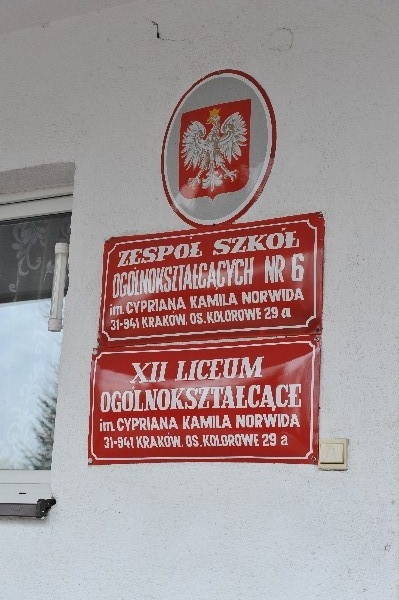 ZESPÓŁ SZKÓŁ
OGÓLNOKSZTAŁCĄCYCH NR 6
im. CYPRIANA KAMILA NORWIDA
31-941 KRAKÓW, OS. KOLOROWE 29 a
XII LICEUM
OGÓLNOKSZTAŁCĄCE
im. CYPRIANA KAMILA NORWIDA
31-941 KRAKÓW, OS. KOLOROWE 29 a